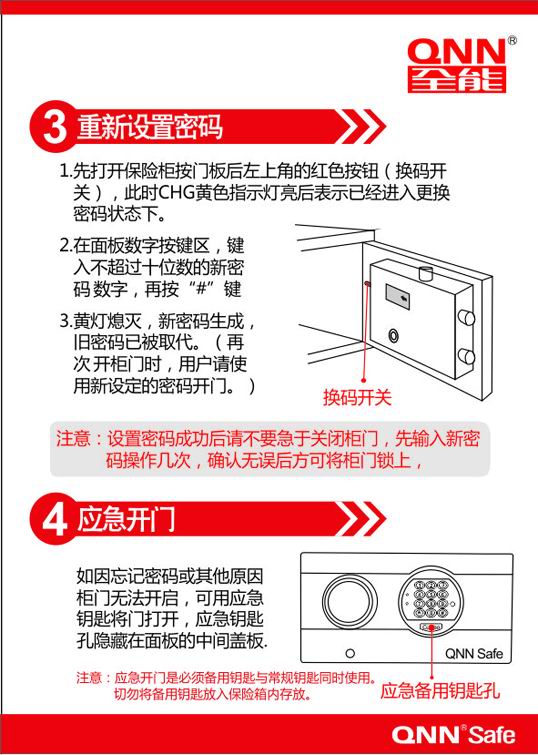 QNN®
全能
3 重新设置密码
1.先打开保险柜按门板后左上角的红色按钮（换码开
关），此时CHG黄色指示灯亮后表示已经进入更换
密码状态下。
2.在面板数字按键区，键
入不超过十位数的新密
码 数字，再按“#”键
3.黄灯熄灭，新密码生成，
旧密码已被取代。（再
次 开柜门时，用户请使
用新设定的密码开门。）
换码开关
注意：设置密码成功后请不要急于关闭柜门，先输入新密
码操作几次，确认无误后方可将柜门锁上，
4 应急开门
如因忘记密码或其他原因
柜门无法开启，可用应急
钥匙将门打开，应急钥匙
孔隐藏在面板的中间盖板.
QNN Safe
注意：应急开门是必须备用钥匙与常规钥匙同时使用。
切勿将备用钥匙放入保险箱内存放。
应急备用钥匙孔
QNN®Safe